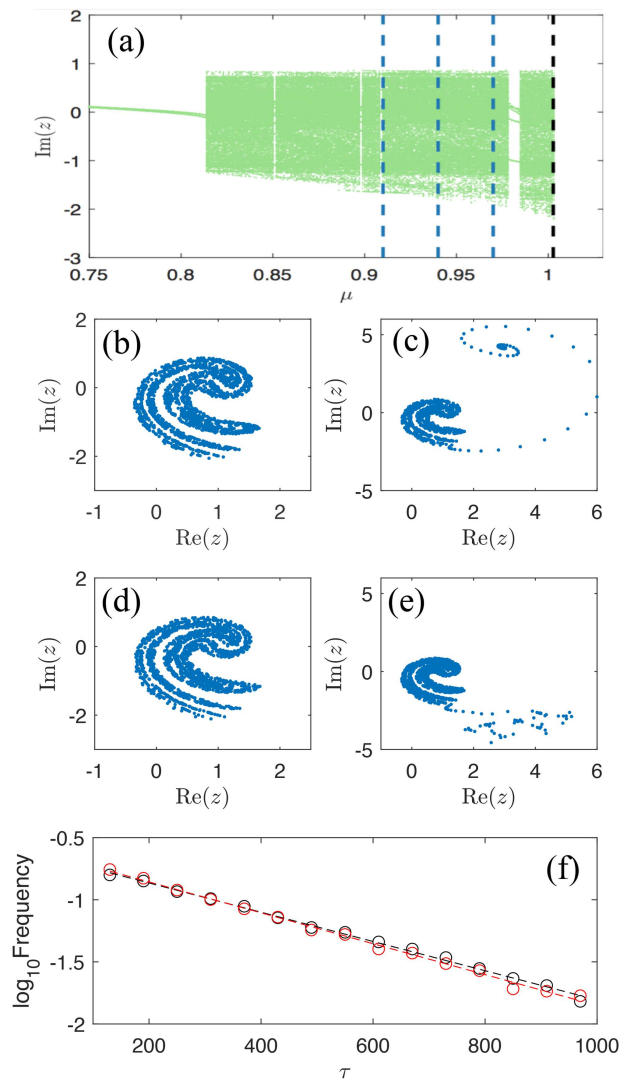 (a)
2
1
0
-1
-2
-3
Im(z)
0.75 0.8 0.85 0.9 0.95 1
μ
(b)
2
0
-2
Im(z)
-1 0 1 2
Re(z)
(c)
5
0
-5
Im(z)
0 2 4 6
Re(z)
(d)
2
0
-2
Im(z)
-1 0 1 2
Re(z)
(e)
5
0
-5
Im(z)
0 2 4 6
Re(z)
(f)
-0.5
-1
-1.5
-2
log10Frequency
200 400 600 800 1000
τ